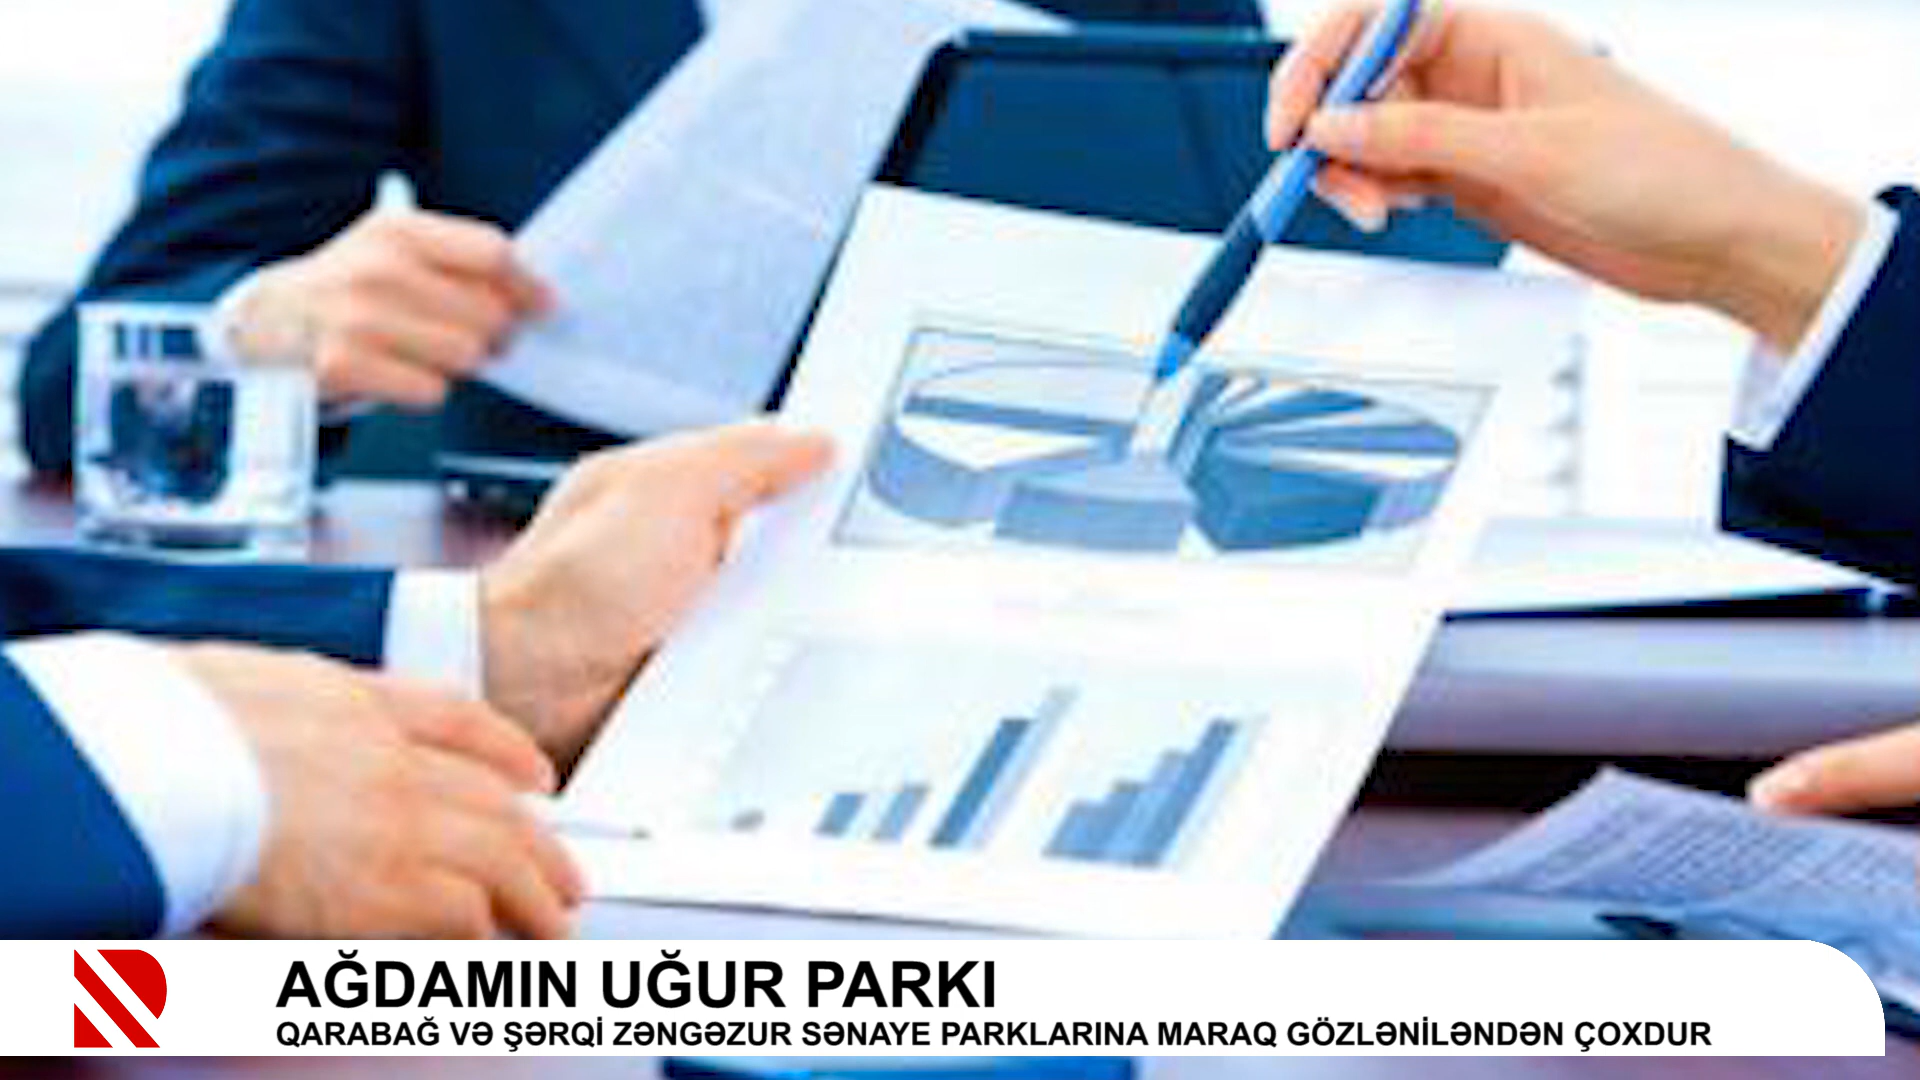 AĞDAMIN UĞUR PARKI
QARABAĞ VƏ ŞƏRQİ ZƏNGƏZUR SƏNAYE PARKLARINA MARAQ GÖZLƏNİLƏNDƏN ÇOXDUR